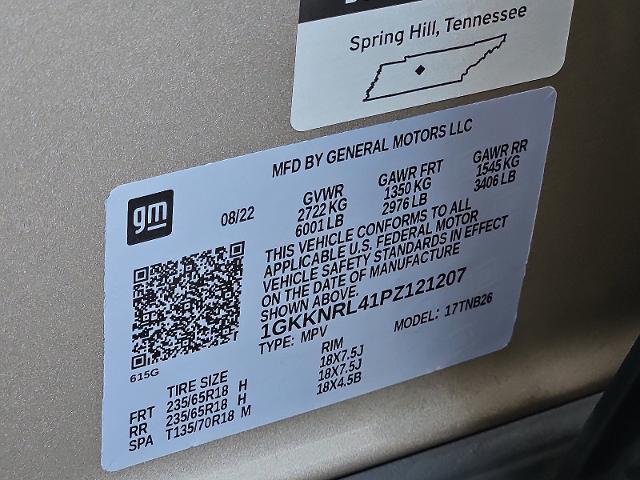 Spring Hill, Tennessee
MFD BY GENERAL MOTORS LLC
gm
08/22
GVWR
2722 KG
6001 LB
GAWR FRT
1350 KG
2976 LB
GAWR RR
1545 KG
3406 LB
THIS VEHICLE CONFORMS TO ALL
APPLICABLE U.S. FEDERAL MOTOR
VEHICLE SAFETY STANDARDS IN EFFECT
ON THE DATE OF MANUFACTURE
SHOWN ABOVE.
1GKKNRL41PZ121207
TYPE: MPV
MODEL: 17TNB26
615G
TIRE SIZE RIM
FRT 235/65R18 H 18X7.5J
RR 235/65R18 H 18X7.5J
SPA T135/70R18 M 18X4.5B